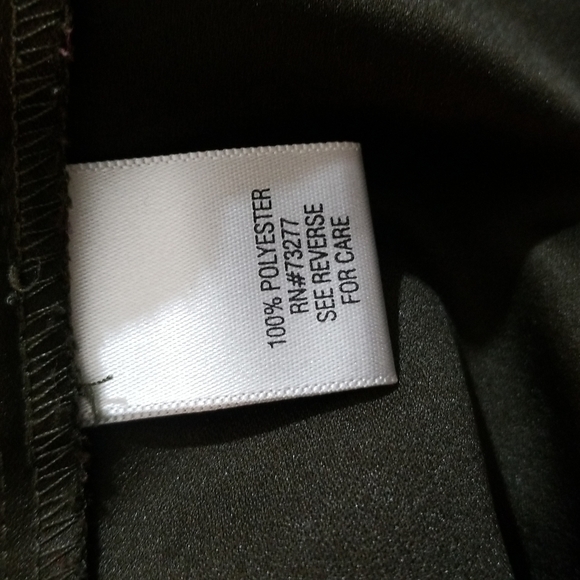 100% POLYESTER
RN#73277
SEE REVERSE
FOR CARE